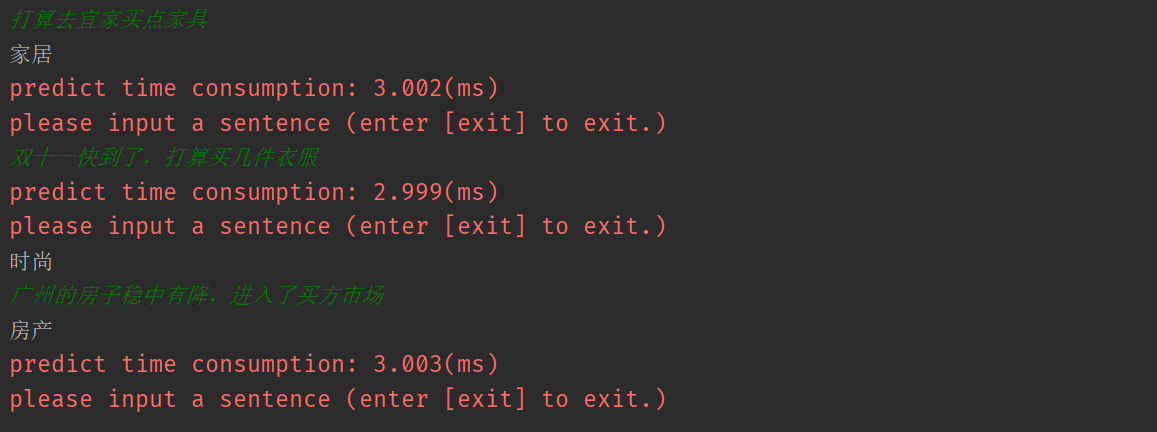 打算去宜家买点家具
家居
predict time consumption: 3.002(ms)
please input a sentence (enter [exit] to exit.)
双十一快到了，打算买几件衣服
predict time consumption: 2.999(ms)
please input a sentence (enter [exit] to exit.)
时尚
广州的房子稳中有降，进入了买方市场
房产
predict time consumption: 3.003(ms)
please input a sentence (enter [exit] to exit.)